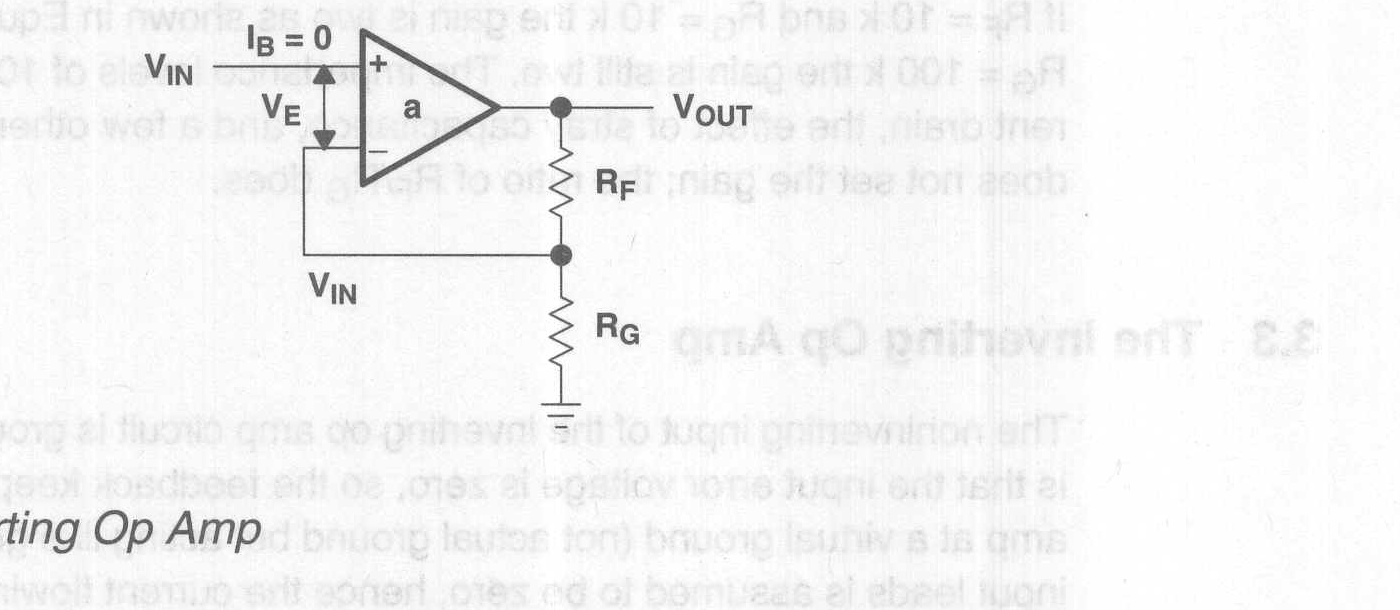 I_B = 0
V_IN
+
V_E
a
V_OUT
–
R_F
V_IN
R_G
rting Op Amp
If R_F = 10 k and R_G = 10 k the gain is two as shown in Equ
R_G = 100 k the gain is still two. The impedance levels of 10
rent drain, the effect of stray capacitance, and a few other
does not set the gain; the ratio of R_F/R_G does.
3.3 The Inverting Op Amp
The noninverting input of the inverting op amp circuit is gro
is that the input error voltage is zero, so the feedback keep
amp at a virtual ground (not actual ground but acting like g
input leads is assumed to be zero, hence the current flowin